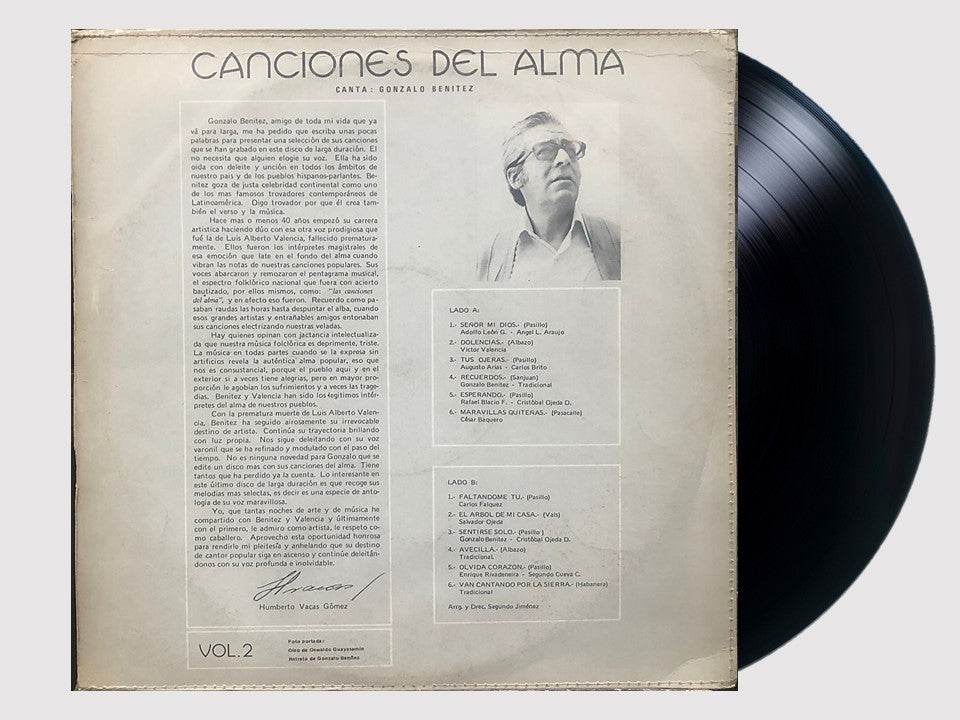 CANCIONES DEL ALMA
CANTA: GONZALO BENITEZ
Gonzalo Benitez, amigo de toda mi vida que ya
vá para larga, me ha pedido que escriba unas pocas
palabras para presentar una selección de sus canciones
que se han grabado en este disco de larga duración. El
no necesita que alguien elogie su voz. Ella ha sido
oida con deleite y unción en todos los ámbitos de
nuestro pais y de los pueblos hispanos-parlantes. Be-
nitez goza de justa celebridad continental como uno
de los mas famosos trovadores contemporáneos de
Latinoamérica. Digo trovador por que él crea tam-
bién el verso y la música.
Hace mas o menos 40 años empezó su carrera
artistica haciendo dúo con esa otra voz prodigiosa que
fué la de Luis Alberto Valencia, fallecido prematura-
mente. Ellos fueron los intérpretes magistrales de
esa emoción que late en el fondo del alma cuando
vibran las notas de nuestras canciones populares. Sus
voces abarcaron y remozaron el pentagrama musical,
el espectro folklórico nacional que fuera con acierto
bautizado, por ellos mismos, como: "las canciones
del alma", y en efecto eso fueron. Recuerdo como pa-
saban raudas las horas hasta despuntar el alba, cuando
esos grandes artistas y entrañables amigos entonaban
sus canciones electrizando nuestras veladas.
Hay quienes opinan con jactancia intelectualiza-
da que nuestra música folclórica es deprimente, triste.
La música en todas partes cuando se la expresa sin
artificios revela la auténtica alma popular, eso que
nos es consustancial, porque el pueblo aquí y en el
exterior si a veces tiene alegrias, pero en mayor pro-
porción le agobian los sufrimientos y a veces las trage-
dias. Benitez y Valencia han sido los legitimos intér-
pretes del alma de nuestros pueblos.
Con la prematura muerte de Luis Alberto Valen-
cia, Benitez ha seguido airosamente su irrevocable
destino de artista. Continúa su trayectoria brillando
con luz propia. Nos sigue deleitando con su voz
varonil que se ha refinado y modulado con el paso del
tiempo. No es ninguna novedad para Gonzalo que se
edite un disco mas con sus canciones del alma. Tiene
tantos que ha perdido ya la cuenta. Lo interesante en
este último disco de larga duración es que recoge sus
melodias mas selectas, es decir es una especie de anto-
logia de su voz maravillosa.
Yo, que tantas noches de arte y de música he
compartido con Benitez y Valencia y últimamente
con el primero, le admiro como artista, le respeto co-
mo caballero. Aprovecho esta oportunidad honrosa
para rendirle mi pleitesía y anhelando que su destino
de cantor popular siga en ascenso y continúe deleitán-
donos con su voz profunda e inolvidable.
Humberto Vacas Gómez
VOL. 2
Foto portada:
Oleo de Oswaldo Guayasamin
Retrato de Gonzalo Benitez
LADO A:
1.- SEÑOR MI DIOS.- (Pasillo)
Adolfo León G. - Angel L. Araujo
2.- DOLENCIAS.- (Albazo)
Victor Valencia
3.- TUS OJERAS.- (Pasillo)
Augusto Arias - Carlos Brito
4.- RECUERDOS.- (Sanjuan)
Gonzalo Benitez - Tradicional
5.- ESPERANDO.- (Pasillo)
Rafael Blacio F. - Cristóbal Ojeda D.
6.- MARAVILLAS QUITEÑAS.- (Pasacalle)
César Baquero
LADO B:
1.- FALTANDOME TU.- (Pasillo)
Carlos Falquez
2.- EL ARBOL DE MI CASA.- (Vals)
Salvador Ojeda
3.- SENTIRSE SOLO.- (Pasillo)
Gonzalo Benitez - Cristóbal Ojeda D.
4.- AVECILLA.- (Albazo)
Tradicional.
5.- OLVIDA CORAZON.- (Pasillo)
Enrique Rivadeneira - Segundo Cueva C.
6.- VAN CANTANDO POR LA SIERRA.- (Habanera)
Tradicional
Arrg. y Drec. Segundo Jiménez